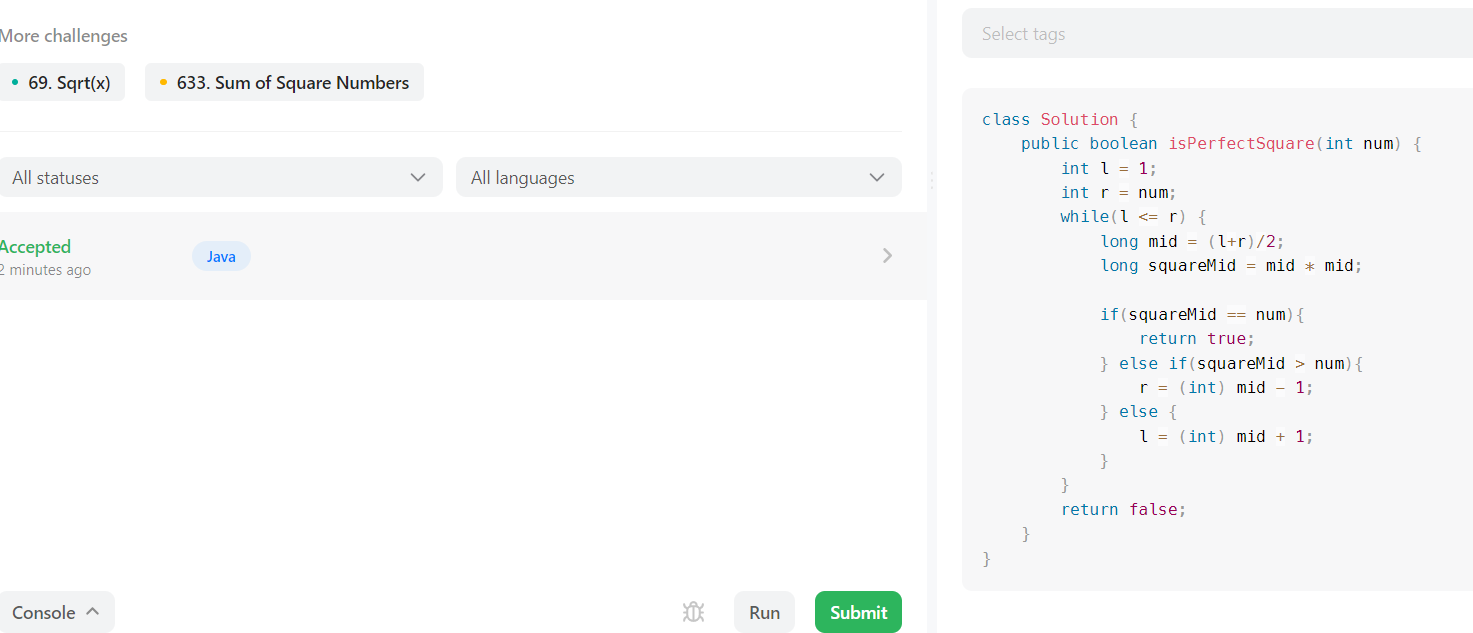 More challenges
69. Sqrt(x)
633. Sum of Square Numbers
All statuses
All languages
Accepted
2 minutes ago
Java
Console
Run
Submit
Select tags
class Solution {
    public boolean isPerfectSquare(int num) {
        int l = 1;
        int r = num;
        while(l <= r) {
            long mid = (l+r)/2;
            long squareMid = mid * mid;

            if(squareMid == num){
                return true;
            } else if(squareMid > num){
                r = (int) mid - 1;
            } else {
                l = (int) mid + 1;
            }
        }
        return false;
    }
}